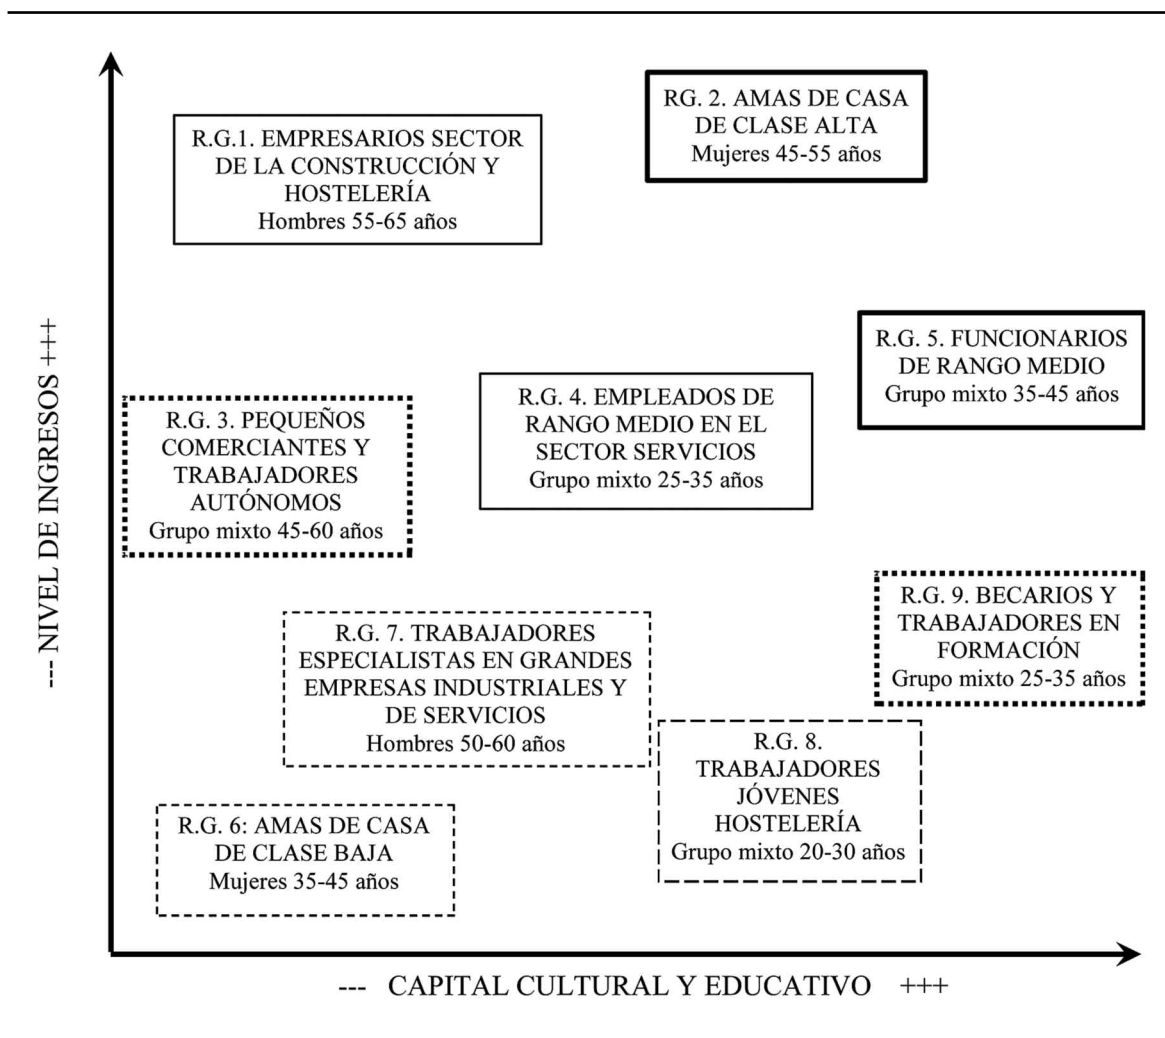 RG. 2. AMAS DE CASA
DE CLASE ALTA
Mujeres 45-55 años
R.G.1. EMPRESARIOS SECTOR
DE LA CONSTRUCCIÓN Y
HOSTELERÍA
Hombres 55-65 años
R.G. 5. FUNCIONARIOS
DE RANGO MEDIO
Grupo mixto 35-45 años
R.G. 4. EMPLEADOS DE
RANGO MEDIO EN EL
SECTOR SERVICIOS
Grupo mixto 25-35 años
R.G. 3. PEQUEÑOS
COMERCIANTES Y
TRABAJADORES
AUTÓNOMOS
Grupo mixto 45-60 años
--- NIVEL DE INGRESOS +++
R.G. 9. BECARIOS Y
TRABAJADORES EN
FORMACIÓN
Grupo mixto 25-35 años
R.G. 7. TRABAJADORES
ESPECIALISTAS EN GRANDES
EMPRESAS INDUSTRIALES Y
DE SERVICIOS
Hombres 50-60 años
R.G. 8.
TRABAJADORES
JÓVENES
HOSTELERÍA
Grupo mixto 20-30 años
R.G. 6: AMAS DE CASA
DE CLASE BAJA
Mujeres 35-45 años
--- CAPITAL CULTURAL Y EDUCATIVO +++